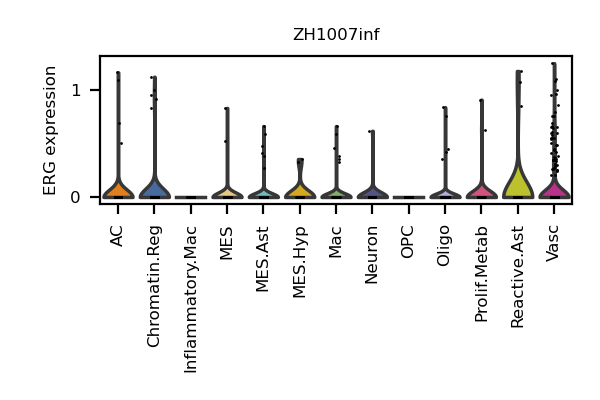 ZH1007inf
ERG expression
1
0
AC
Chromatin.Reg
Inflammatory.Mac
MES
MES.Ast
MES.Hyp
Mac
Neuron
OPC
Oligo
Prolif.Metab
Reactive.Ast
Vasc